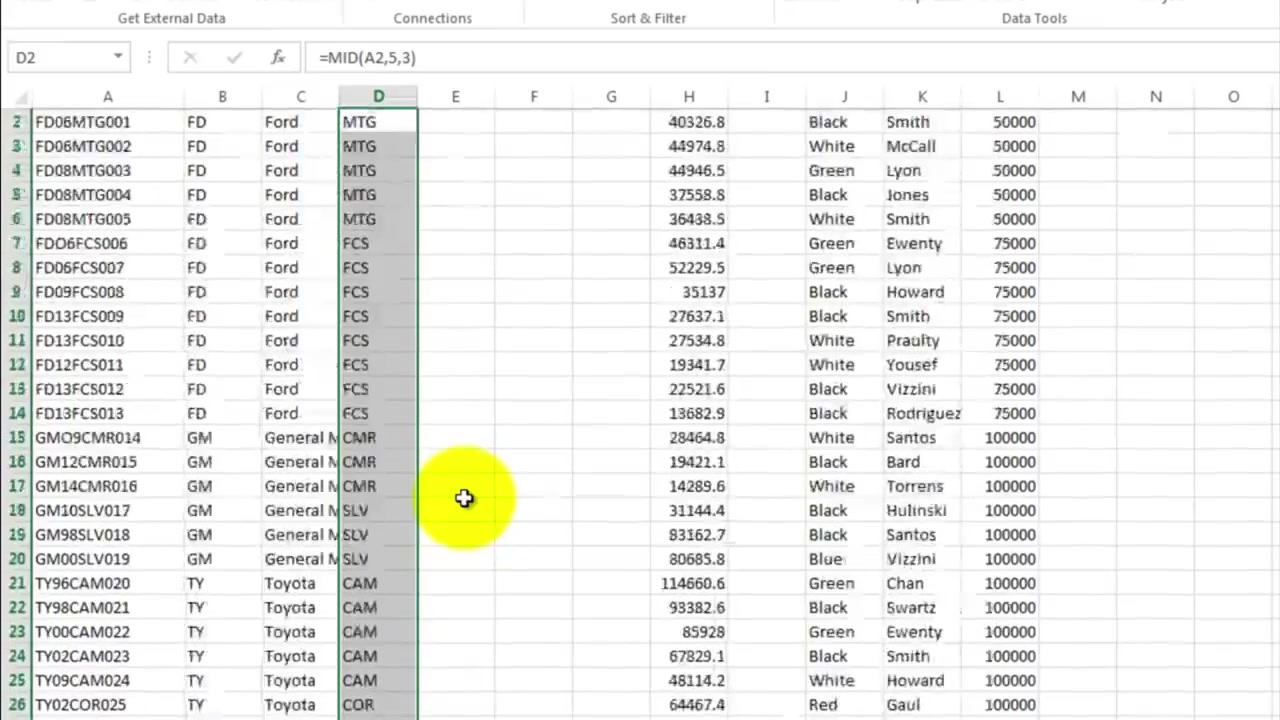 Get External Data Connections Sort & Filter Data Tools
D2 fx =MID(A2,5,3)
A B C D E F G H I J K L M N O
2 FD06MTG001 FD Ford MTG 40326.8 Black Smith 50000
3 FD06MTG002 FD Ford MTG 44974.8 White McCall 50000
4 FD08MTG003 FD Ford MTG 44946.5 Green Lyon 50000
5 FD08MTG004 FD Ford MTG 37558.8 Black Jones 50000
6 FD08MTG005 FD Ford MTG 36438.5 White Smith 50000
7 FDO6FCS006 FD Ford FCS 46311.4 Green Ewenty 75000
8 FD06FCS007 FD Ford FCS 52229.5 Green Lyon 75000
9 FD09FCS008 FD Ford FCS 35137 Black Howard 75000
10 FD13FCS009 FD Ford FCS 27637.1 Black Smith 75000
11 FD13FCS010 FD Ford FCS 27534.8 White Praulty 75000
12 FD12FCS011 FD Ford FCS 19341.7 White Yousef 75000
13 FD13FCS012 FD Ford FCS 22521.6 Black Vizzini 75000
14 FD13FCS013 FD Ford FCS 13682.9 Black Rodriguez 75000
15 GMO9CMR014 GM General M CMR 28464.8 White Santos 100000
16 GM12CMR015 GM General M CMR 19421.1 Black Bard 100000
17 GM14CMR016 GM General M CMR 14289.6 White Torrens 100000
18 GM10SLV017 GM General M SLV 31144.4 Black Hulinski 100000
19 GM98SLV018 GM General M SLV 83162.7 Black Santos 100000
20 GM00SLV019 GM General M SLV 80685.8 Blue Vizzini 100000
21 TY96CAM020 TY Toyota CAM 114660.6 Green Chan 100000
22 TY98CAM021 TY Toyota CAM 93382.6 Black Swartz 100000
23 TY00CAM022 TY Toyota CAM 85928 Green Ewenty 100000
24 TY02CAM023 TY Toyota CAM 67829.1 Black Smith 100000
25 TY09CAM024 TY Toyota CAM 48114.2 White Howard 100000
26 TY02COR025 TY Toyota COR 64467.4 Red Gaul 100000